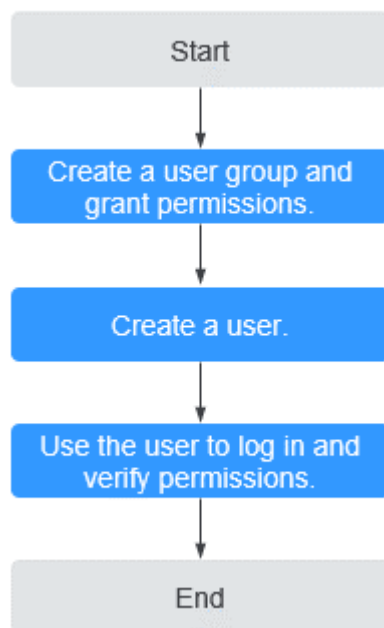 Start
Create a user group and
grant permissions.
Create a user.
Use the user to log in and
verify permissions.
End